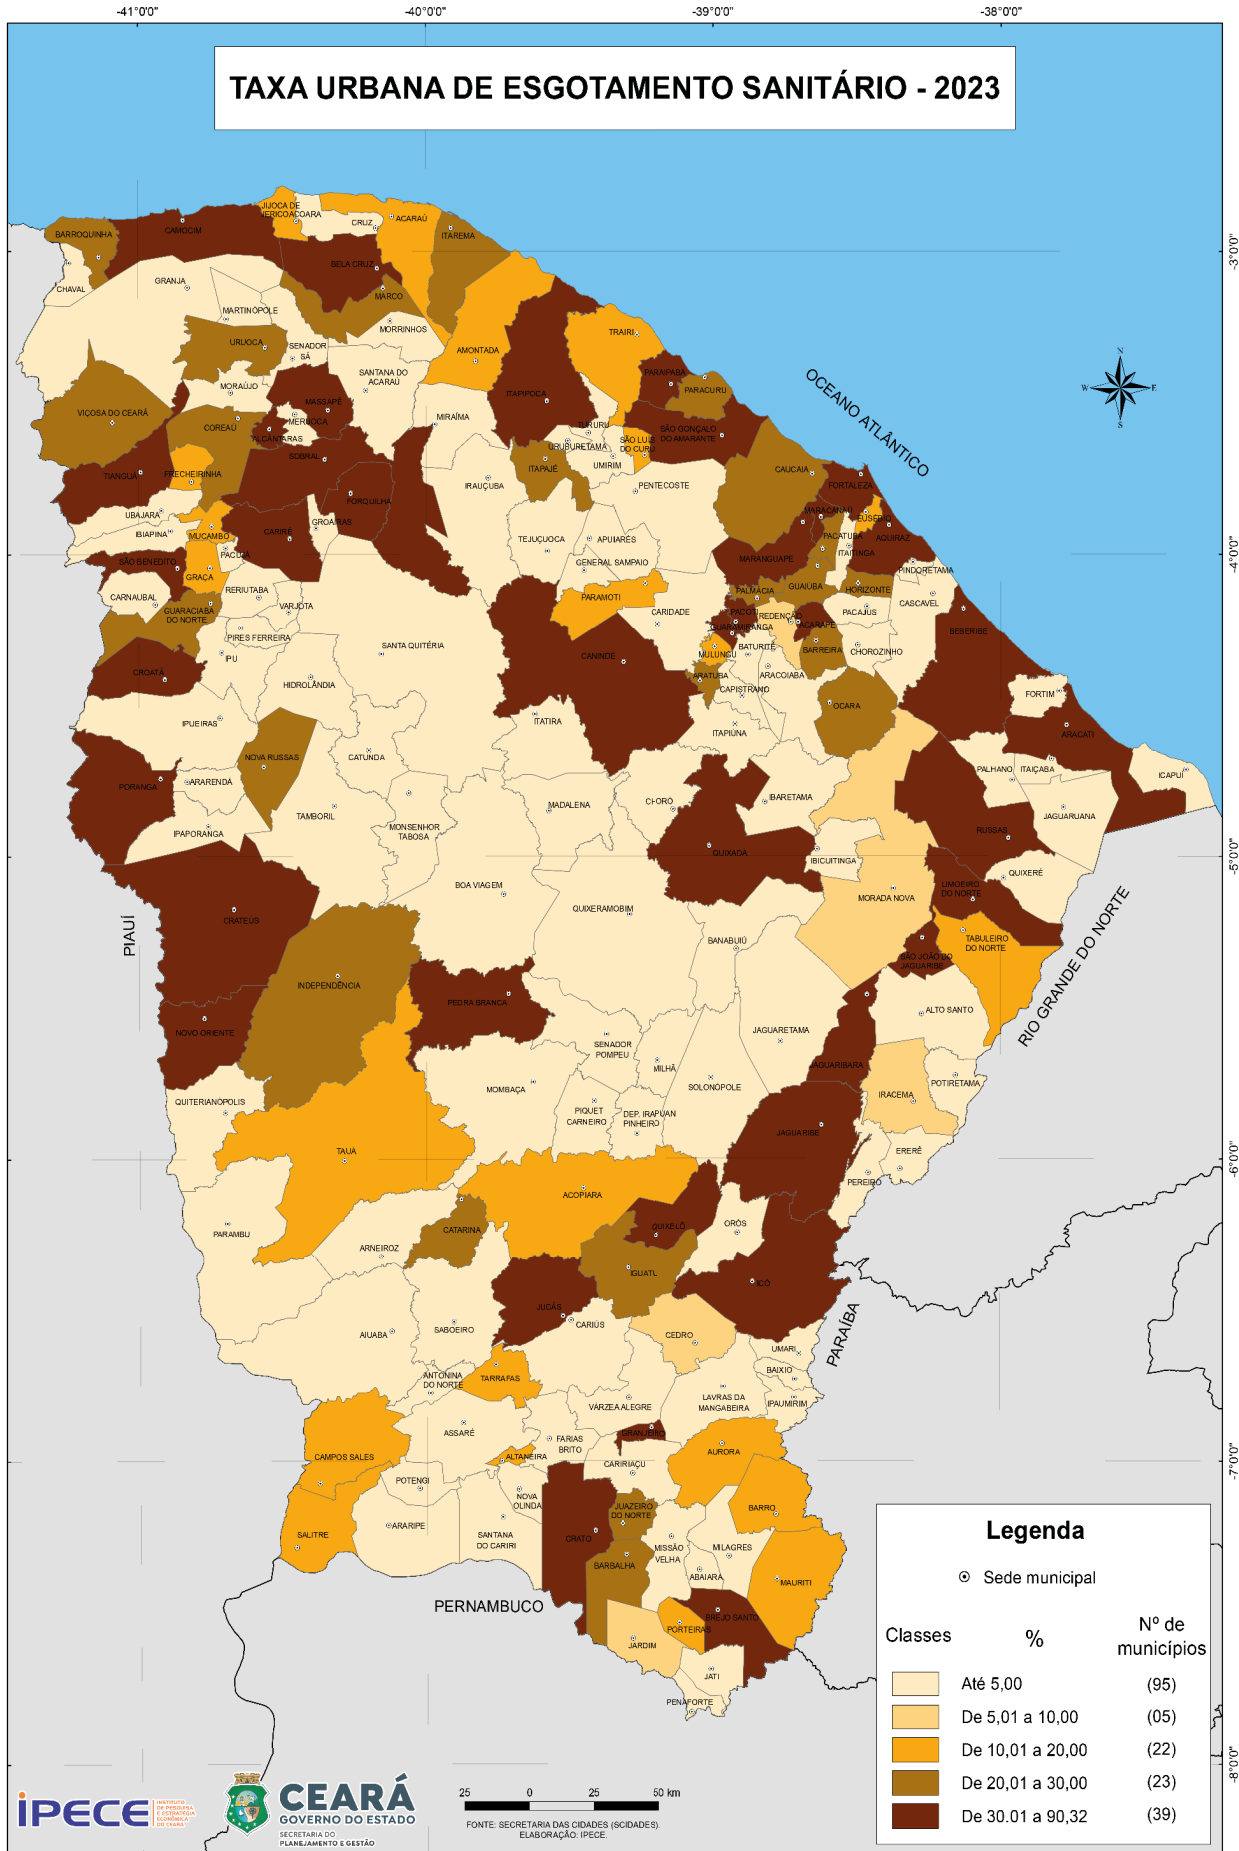 -41°0'0"
-40°0'0"
-39°0'0"
-38°0'0"
TAXA URBANA DE ESGOTAMENTO SANITÁRIO - 2023
-3°0'0"
-4°0'0"
-5°0'0"
-6°0'0"
-7°0'0"
-8°0'0"
JIJOCA DE
JERICOACOARA
CRUZ
ACARAÚ
BARROQUINHA
CAMOCIM
ITAREMA
BELA CRUZ
CHAVAL
GRANJA
MARCO
MARTINÓPOLE
MORRINHOS
URUOCA
SENADOR
SÁ
AMONTADA
TRAIRI
SANTANA DO
ACARAÚ
MORAÚJO
ITAPIPOCA
PARAIPABA
PARACURU
OCEANO ATLÂNTICO
N
W
E
S
VIÇOSA DO CEARÁ
MASSAPÊ
MERUOCA
MIRAÍMA
COREAÚ
ALCÂNTARAS
TURURU
SÃO GONÇALO
DO AMARANTE
URUBURETAMA
SÃO LUÍS
DO CURU
SOBRAL
ITAPAJÉ
UMIRIM
CAUCAIA
TIANGUÁ
FRECHEIRINHA
IRAUÇUBA
PENTECOSTE
FORTALEZA
FORQUILHA
UBAJARA
GROAÍRAS
MARACANAÚ
EUSÉBIO
IBIAPINA
MUCAMBO
CARIRÉ
PACATUBA
AQUIRAZ
TEJUÇUOCA
APUIARÉS
PACUJÁ
ITAITINGA
SÃO BENEDITO
GENERAL SAMPAIO
MARANGUAPE
PINDORETAMA
GRAÇA
RERIUTABA
GUAIÚBA
HORIZONTE
CARNAUBAL
PARAMOTI
PALMÁCIA
CASCAVEL
GUARACIABA
DO NORTE
VARJOTA
CARIDADE
PACOTI
REDENÇÃO
PACAJUS
GUARAMIRANGA
ACARAPE
PIRES FERREIRA
BEBERIBE
SANTA QUITÉRIA
MULUNGU
BATURITÉ
BARREIRA
CHOROZINHO
IPU
CANINDÉ
ARACOIABA
CROATÁ
ARATUBA
HIDROLÂNDIA
CAPISTRANO
FORTIM
OCARA
IPUEIRAS
ITATIRA
ITAPIÚNA
ARACATI
NOVA RUSSAS
CATUNDA
PALHANO
ITAIÇABA
ICAPUÍ
PORANGA
ARARENDÁ
MADALENA
CHORÓ
IBARETAMA
TAMBORIL
JAGUARUANA
IPAPORANGA
MONSENHOR
TABOSA
RUSSAS
QUIXADÁ
IBICUITINGA
QUIXERÉ
BOA VIAGEM
LIMOEIRO
DO NORTE
MORADA NOVA
QUIXERAMOBIM
CRATEÚS
PIAUÍ
BANABUIÚ
TABULEIRO
DO NORTE
SÃO JOÃO DO
JAGUARIBE
INDEPENDÊNCIA
RIO GRANDE DO NORTE
PEDRA BRANCA
ALTO SANTO
NOVO ORIENTE
JAGUARETAMA
SENADOR
POMPEU
JAGUARIBARA
MILHÃ
POTIRETAMA
MOMBAÇA
SOLONÓPOLE
IRACEMA
QUITERIANÓPOLIS
PIQUET
CARNEIRO
DEP. IRAPUAN
PINHEIRO
JAGUARIBE
TAUÁ
ERERÊ
PEREIRO
ACOPIARA
PARAMBU
CATARINA
QUIXELÔ
ORÓS
ARNEIROZ
IGUATU
ICÓ
JUCÁS
PARAÍBA
CARIÚS
AIUABA
SABOEIRO
CEDRO
UMARI
BAIXIO
ANTONINA
DO NORTE
TARRAFAS
IPAUMIRIM
LAVRAS DA
MANGABEIRA
VÁRZEA ALEGRE
ASSARÉ
GRANJEIRO
FARIAS
BRITO
CAMPOS SALES
ALTANEIRA
AURORA
CARIRIAÇU
POTENGI
NOVA
OLINDA
JUAZEIRO
DO NORTE
BARRO
SALITRE
ARARIPE
SANTANA
DO CARIRI
CRATO
MISSÃO
VELHA
MILAGRES
BARBALHA
ABAIARA
MAURITI
PERNAMBUCO
BREJO SANTO
PORTEIRAS
JARDIM
JATI
PENAFORTE
Legenda
Sede municipal
Classes
%
Nº de
municípios
Até 5,00
(95)
De 5,01 a 10,00
(05)
De 10,01 a 20,00
(22)
De 20,01 a 30,00
(23)
De 30.01 a 90,32
(39)
IPECE
INSTITUTO
DE PESQUISA
E ESTRATÉGIA
ECONÔMICA
DO CEARÁ
CEARÁ
GOVERNO DO ESTADO
SECRETARIA DO
PLANEJAMENTO E GESTÃO
25
0
25
50 km
FONTE: SECRETARIA DAS CIDADES (SCIDADES).
ELABORAÇÃO: IPECE.